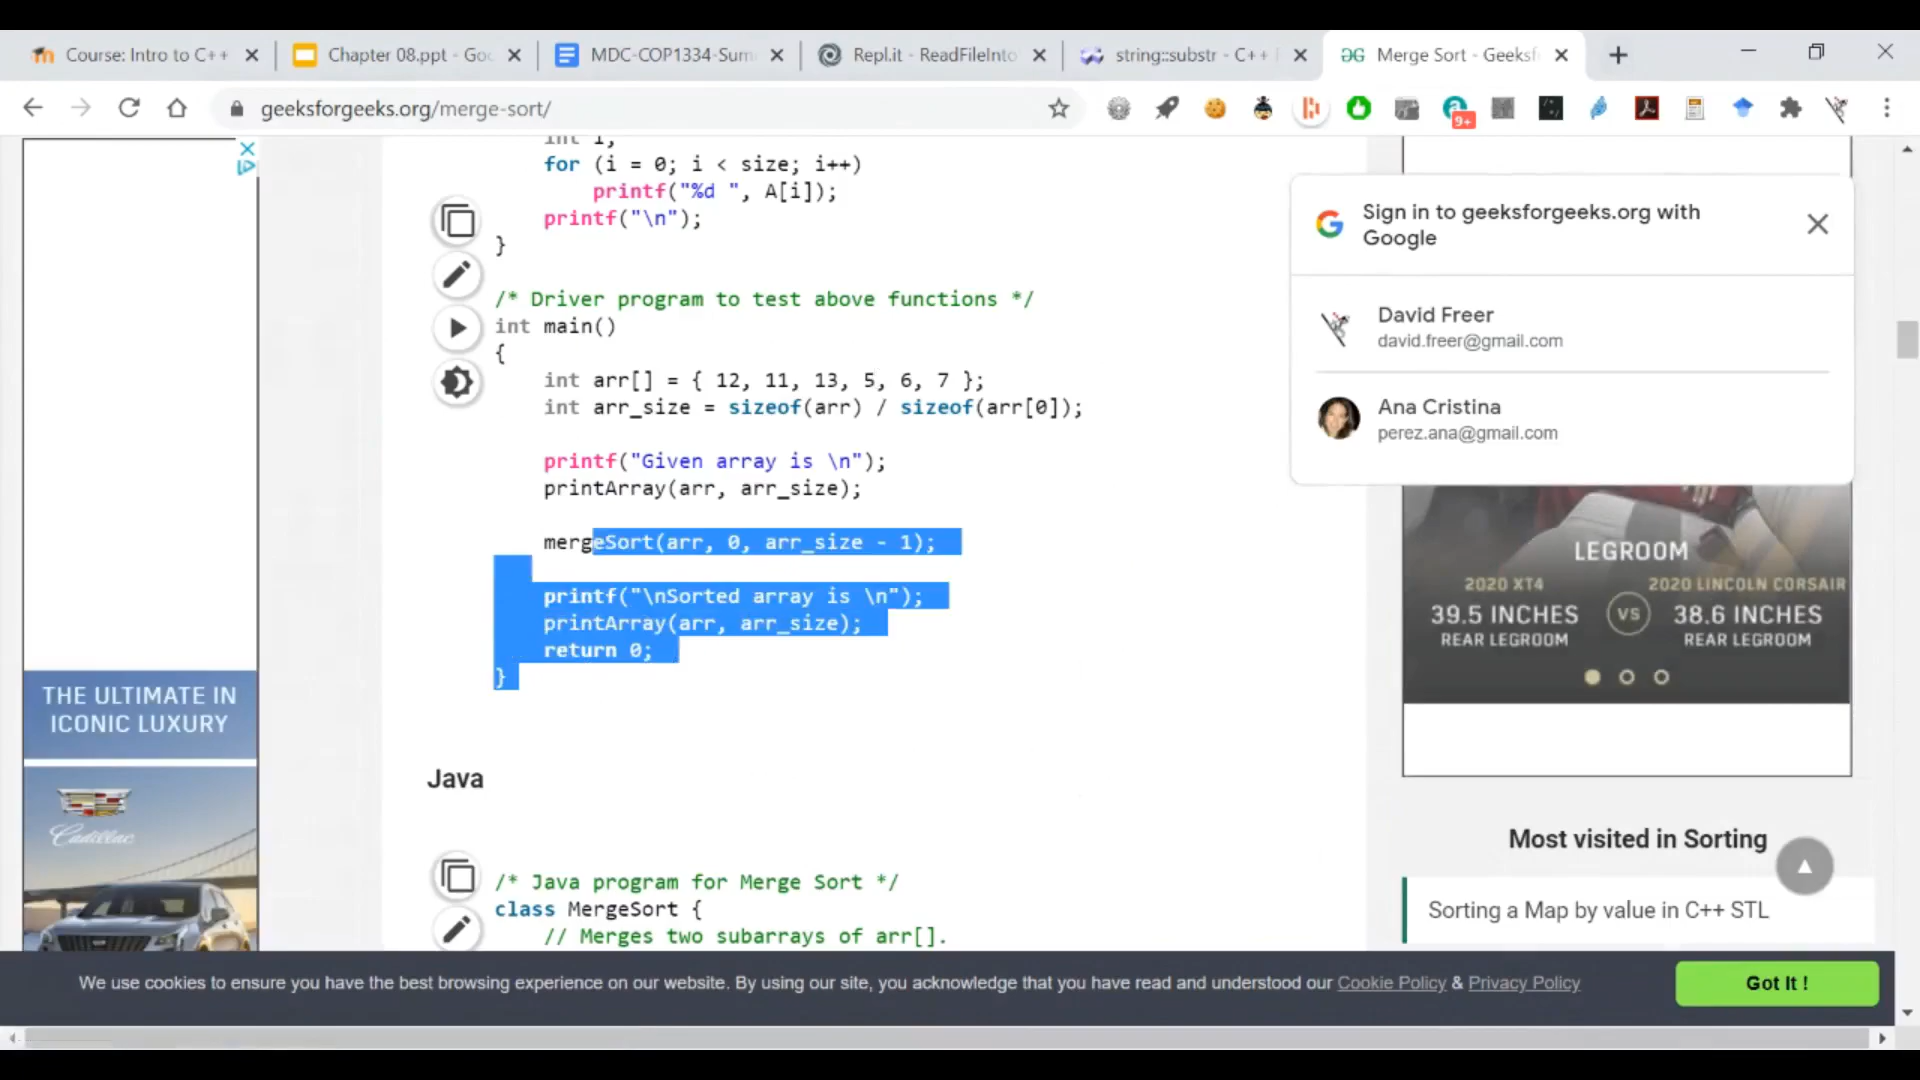 Course: Intro to C++
Chapter 08.ppt - Goo
MDC-COP1334-Sum
Repl.it - ReadFileInto
string::substr - C++
Merge Sort - Geeksf
geeksforgeeks.org/merge-sort/
9+
int i;
for (i = 0; i < size; i++)
printf("%d ", A[i]);
printf("\n");
}
/* Driver program to test above functions */
int main()
{
int arr[] = { 12, 11, 13, 5, 6, 7 };
int arr_size = sizeof(arr) / sizeof(arr[0]);
printf("Given array is \n");
printArray(arr, arr_size);
mergeSort(arr, 0, arr_size - 1);
printf("\nSorted array is \n");
printArray(arr, arr_size);
return 0;
}
Java
/* Java program for Merge Sort */
class MergeSort {
// Merges two subarrays of arr[].
Sign in to geeksforgeeks.org with
Google
David Freer
david.freer@gmail.com
Ana Cristina
perez.ana@gmail.com
LEGROOM
2020 XT4
2020 LINCOLN CORSAIR
39.5 INCHES
VS
38.6 INCHES
REAR LEGROOM
REAR LEGROOM
THE ULTIMATE IN
ICONIC LUXURY
Cadillac
Most visited in Sorting
Sorting a Map by value in C++ STL
We use cookies to ensure you have the best browsing experience on our website. By using our site, you acknowledge that you have read and understood our Cookie Policy & Privacy Policy
Got It !